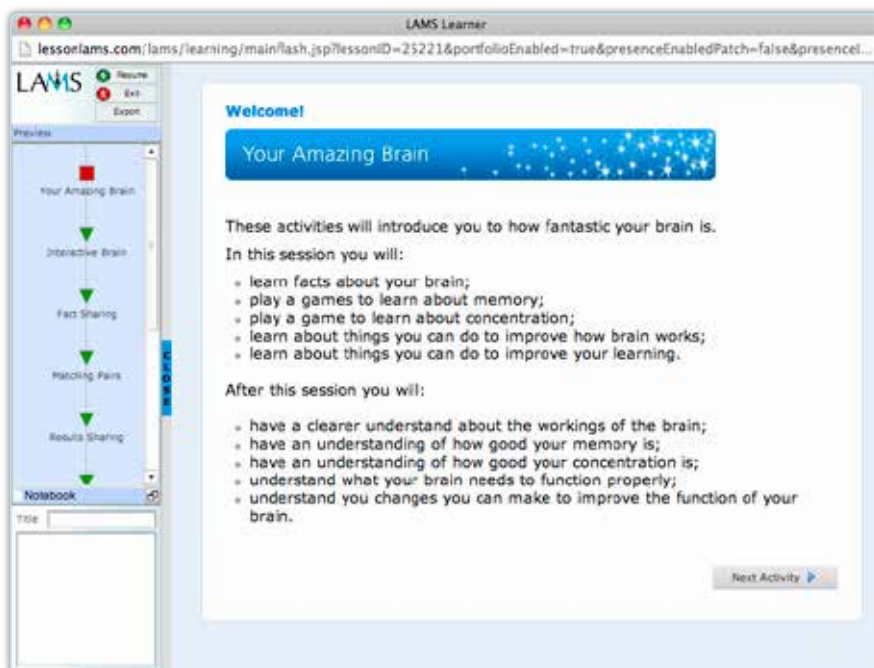 LAMS Learner
lessonlams.com/lams/learning/main/lash.jsp?lessonID=25221&portfolioEnabled=true&presenceEnabledPatch=false&presenceI...
LAMS
Resume
Exit
Export
Preview
Your Amazing Brain
Interactive Brain
Fact Sharing
Matching Pairs
Results Sharing
CLOSE
Notebook
Title
Welcome!
Your Amazing Brain
These activities will introduce you to how fantastic your brain is.
In this session you will:
learn facts about your brain;
play a games to learn about memory;
play a game to learn about concentration;
learn about things you can do to improve how brain works;
learn about things you can do to improve your learning.
After this session you will:
have a clearer understand about the workings of the brain;
have an understanding of how good your memory is;
have an understanding of how good your concentration is;
understand what your brain needs to function properly;
understand you changes you can make to improve the function of your
brain.
Next Activity